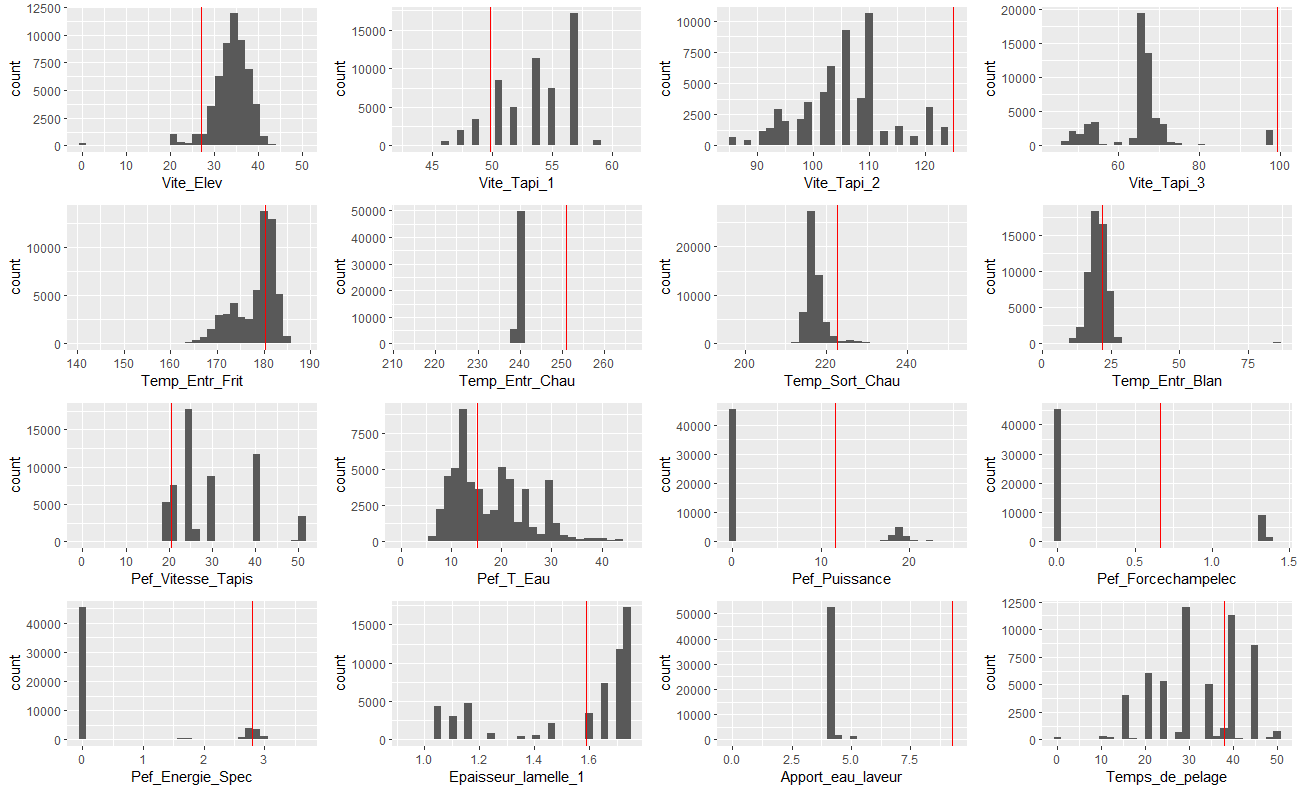 count
12500
10000
7500
5000
2500
0
0 10 20 30 40 50
Vite_Elev
count
15000
10000
5000
0
45 50 55 60
Vite_Tapi_1
count
10000
7500
5000
2500
0
90 100 110 120
Vite_Tapi_2
count
20000
15000
10000
5000
0
60 80 100
Vite_Tapi_3
count
10000
5000
0
140 150 160 170 180 190
Temp_Entr_Frit
count
50000
40000
30000
20000
10000
0
210 220 230 240 250 260
Temp_Entr_Chau
count
20000
10000
0
200 220 240
Temp_Sort_Chau
count
15000
10000
5000
0
0 25 50 75
Temp_Entr_Blan
count
15000
10000
5000
0
0 10 20 30 40 50
Pef_Vitesse_Tapis
count
7500
5000
2500
0
0 10 20 30 40
Pef_T_Eau
count
40000
30000
20000
10000
0
0 10 20
Pef_Puissance
count
40000
30000
20000
10000
0
0.0 0.5 1.0 1.5
Pef_Forcechampelec
count
40000
30000
20000
10000
0
0 1 2 3
Pef_Energie_Spec
count
15000
10000
5000
0
1.0 1.2 1.4 1.6
Epaisseur_lamelle_1
count
50000
40000
30000
20000
10000
0
0.0 2.5 5.0 7.5
Apport_eau_laveur
count
12500
10000
7500
5000
2500
0
0 10 20 30 40 50
Temps_de_pelage